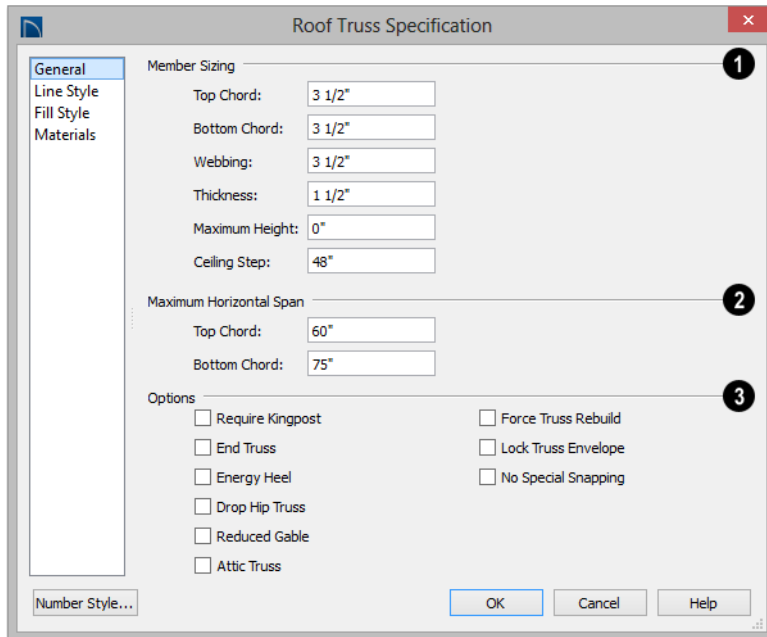 Roof Truss Specification
General
Line Style
Fill Style
Materials
Member Sizing 1
Top Chord: 3 1/2"
Bottom Chord: 3 1/2"
Webbing: 3 1/2"
Thickness: 1 1/2"
Maximum Height: 0"
Ceiling Step: 48"
Maximum Horizontal Span 2
Top Chord: 60"
Bottom Chord: 75"
Options 3
Require Kingpost
End Truss
Energy Heel
Drop Hip Truss
Reduced Gable
Attic Truss
Force Truss Rebuild
Lock Truss Envelope
No Special Snapping
Number Style... OK Cancel Help